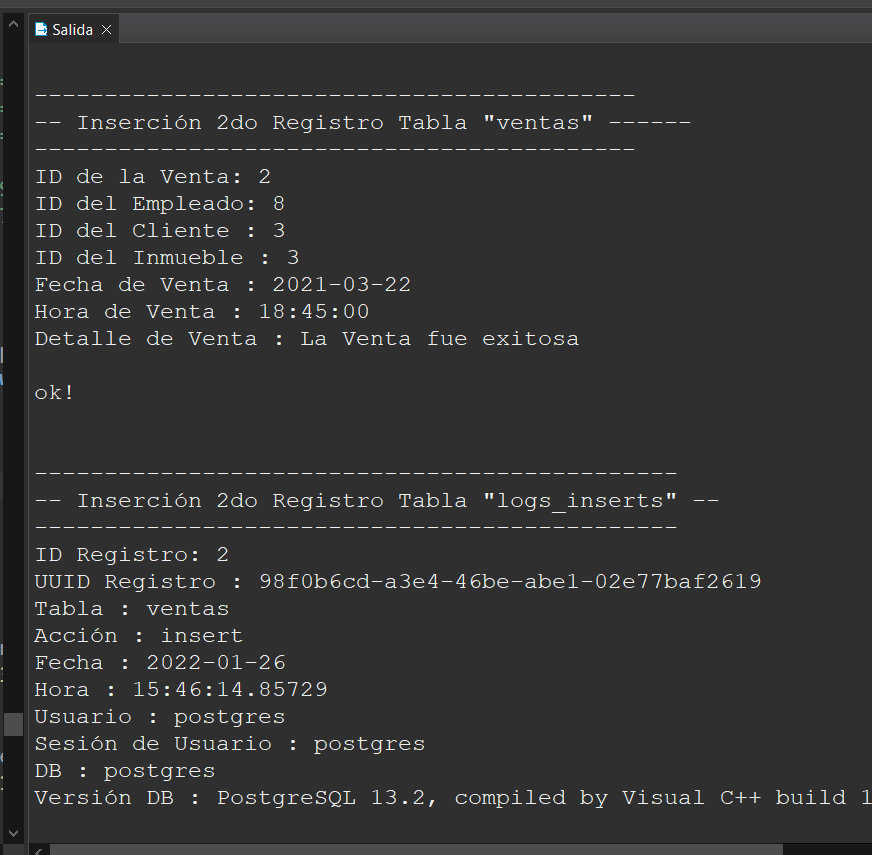 Salida
-------------------------------------------
-- Inserción 2do Registro Tabla "ventas" ------
-------------------------------------------
ID de la Venta: 2
ID del Empleado: 8
ID del Cliente : 3
ID del Inmueble : 3
Fecha de Venta : 2021-03-22
Hora de Venta : 18:45:00
Detalle de Venta : La Venta fue exitosa
ok!
----------------------------------------------
-- Inserción 2do Registro Tabla "logs_inserts" --
----------------------------------------------
ID Registro: 2
UUID Registro : 98f0b6cd-a3e4-46be-abe1-02e77baf2619
Tabla : ventas
Acción : insert
Fecha : 2022-01-26
Hora : 15:46:14.85729
Usuario : postgres
Sesión de Usuario : postgres
DB : postgres
Versión DB : PostgreSQL 13.2, compiled by Visual C++ build 1